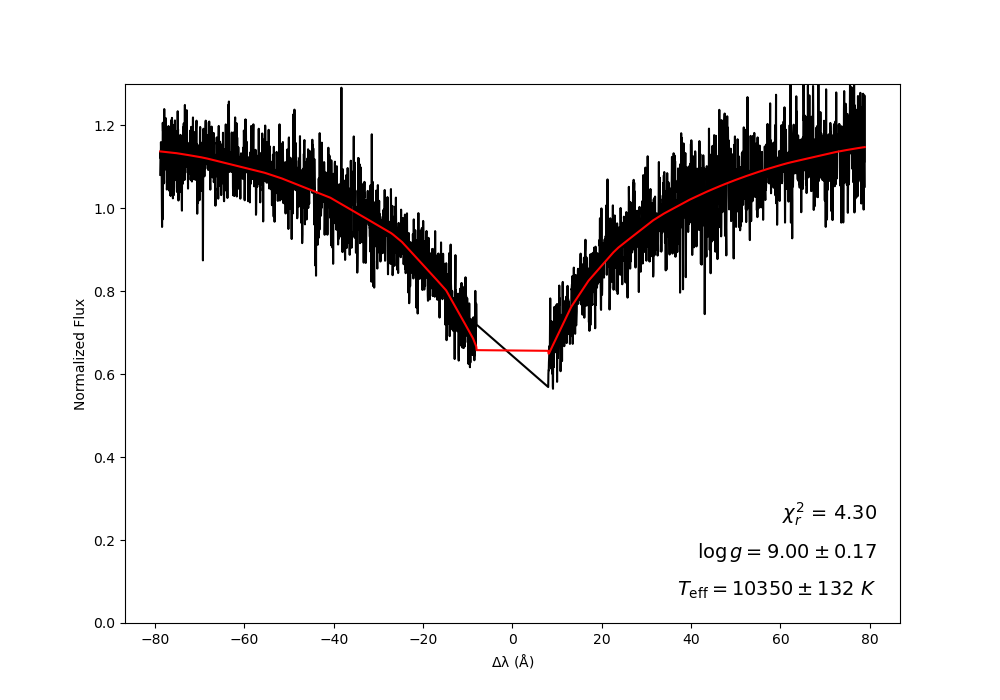 1.2
1.0
0.8
0.6
0.4
0.2
0.0
Normalized Flux
χ²ᵣ = 4.30
log g = 9.00 ± 0.17
T_eff = 10350 ± 132 K
−80 −60 −40 −20 0 20 40 60 80
Δλ (Å)